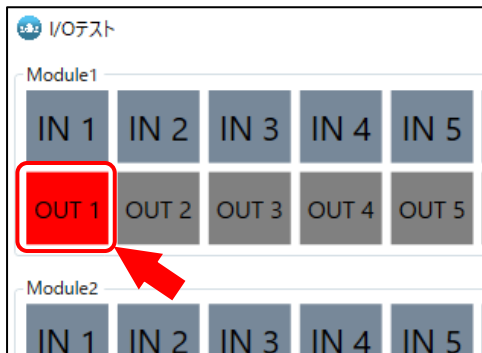 I/Oテスト
Module1
IN 1 IN 2 IN 3 IN 4 IN 5
OUT 1 OUT 2 OUT 3 OUT 4 OUT 5
Module2
IN 1 IN 2 IN 3 IN 4 IN 5